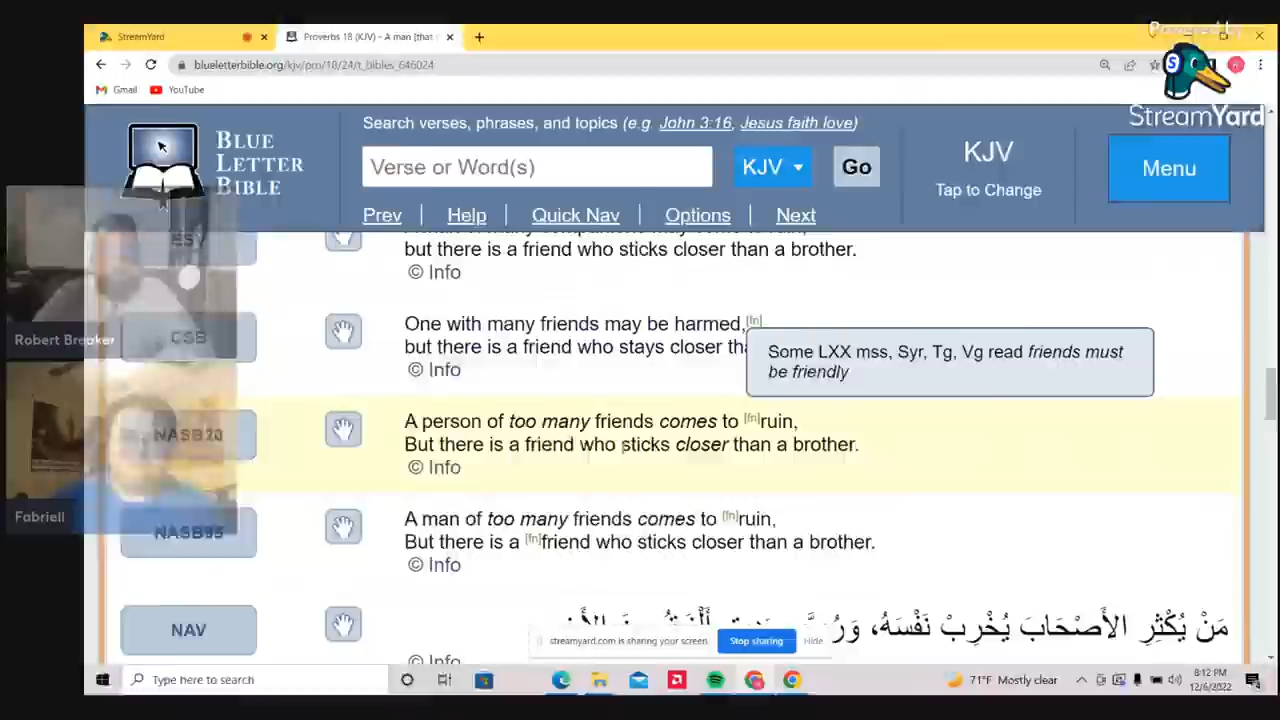 Powered by
StreamYard
StreamYard
Proverbs 18 (KJV) - A man [that
blueletterbible.org/kjv/pro/18/24/t_bibles_646024
Gmail
YouTube
BLUE
LETTER
BIBLE
Search verses, phrases, and topics (e.g. John 3:16, Jesus faith love)
Verse or Word(s)
KJV
Go
KJV
Tap to Change
Menu
Prev
Help
Quick Nav
Options
Next
ESV
but there is a friend who sticks closer than a brother.
© Info
CSB
One with many friends may be harmed,[fn]
but there is a friend who stays closer
© Info
Some LXX mss, Syr, Tg, Vg read friends must
be friendly
NASB20
A person of too many friends comes to [fn]ruin,
But there is a friend who sticks closer than a brother.
© Info
NASB95
A man of too many friends comes to [fn]ruin,
But there is a [fn]friend who sticks closer than a brother.
© Info
NAV
مَنْ يُكْثِرِ الأَصْحَابَ يُخْرِبْ نَفْسَهُ،
© Info
Robert Breaker
Fabriell
streamyard.com is sharing your screen
Stop sharing
Hide
Type here to search
71°F Mostly clear
8:12 PM
12/6/2022